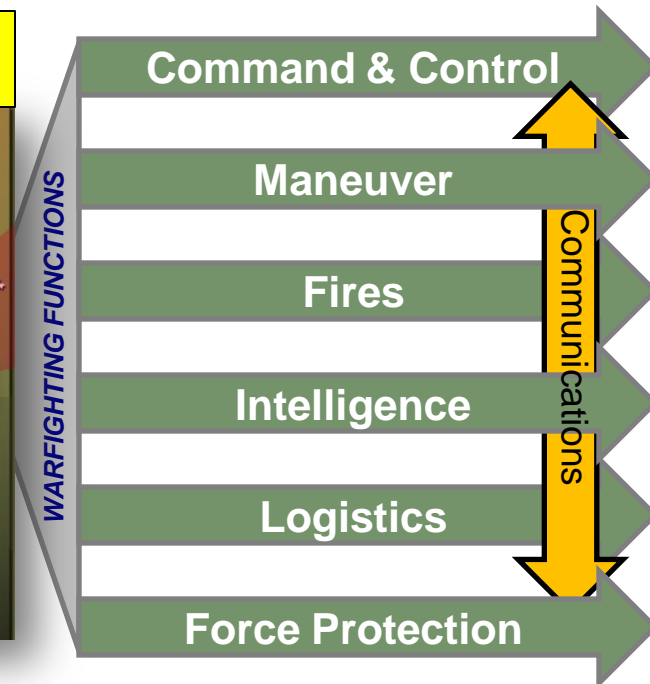 WARFIGHTING FUNCTIONS
Command & Control
Maneuver
Fires
Intelligence
Logistics
Force Protection
Communications